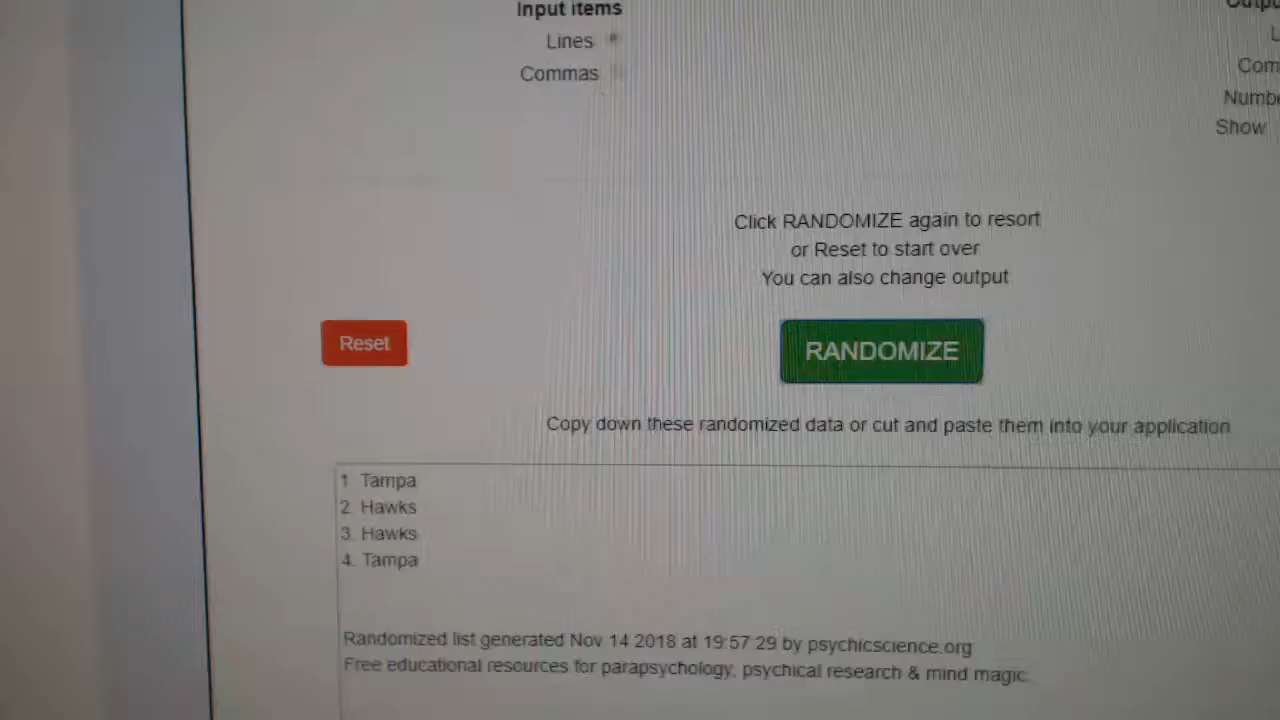 Input items
Lines
Commas
Com
Numbe
Show
Click RANDOMIZE again to resort
or Reset to start over
You can also change output
Reset
RANDOMIZE
Copy down these randomized data or cut and paste them into your application
1. Tampa
2. Hawks
3. Hawks
4. Tampa
Randomized list generated Nov 14 2018 at 19:57:29 by psychicscience.org
Free educational resources for parapsychology, psychical research & mind magic.